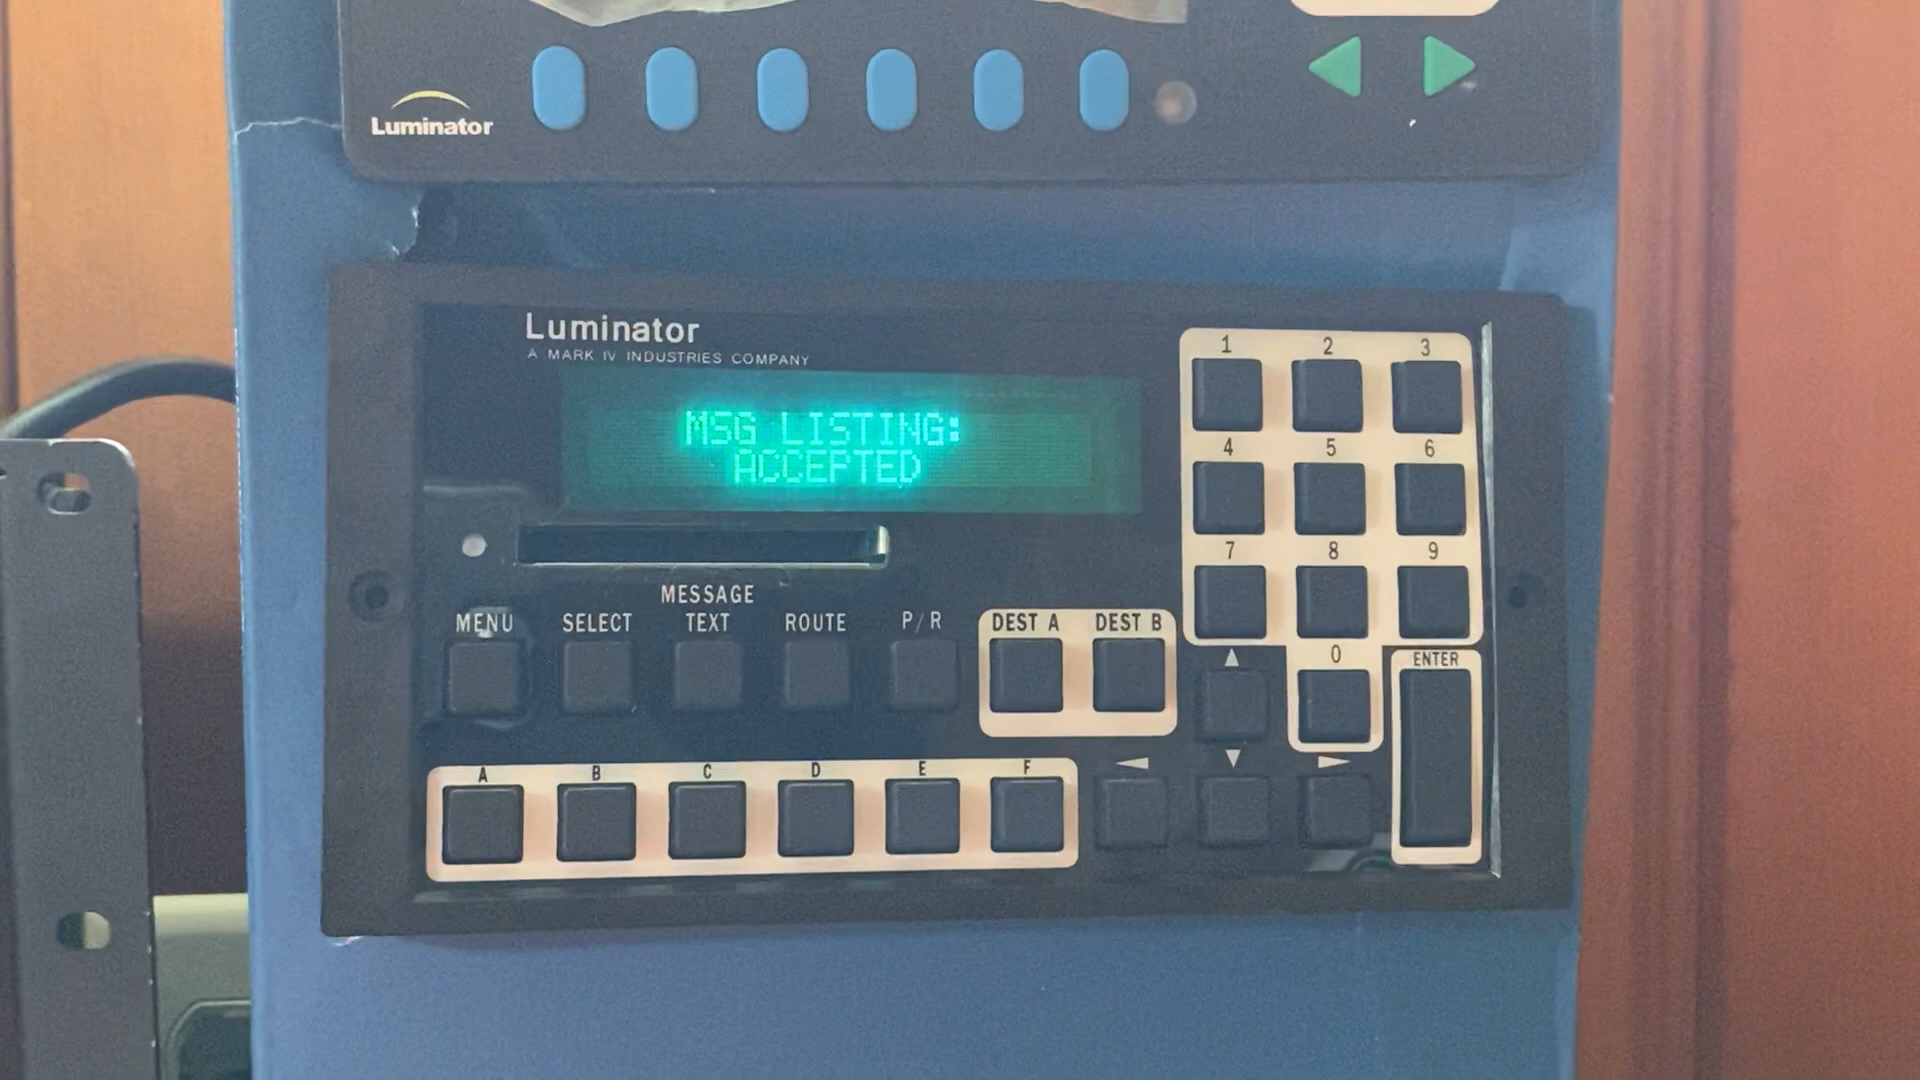 Luminator
Luminator
A MARK IV INDUSTRIES COMPANY
MSG LISTING:
ACCEPTED
1 2 3
4 5 6
7 8 9
0
ENTER
MENU SELECT MESSAGE TEXT ROUTE P/R DEST A DEST B
A B C D E F